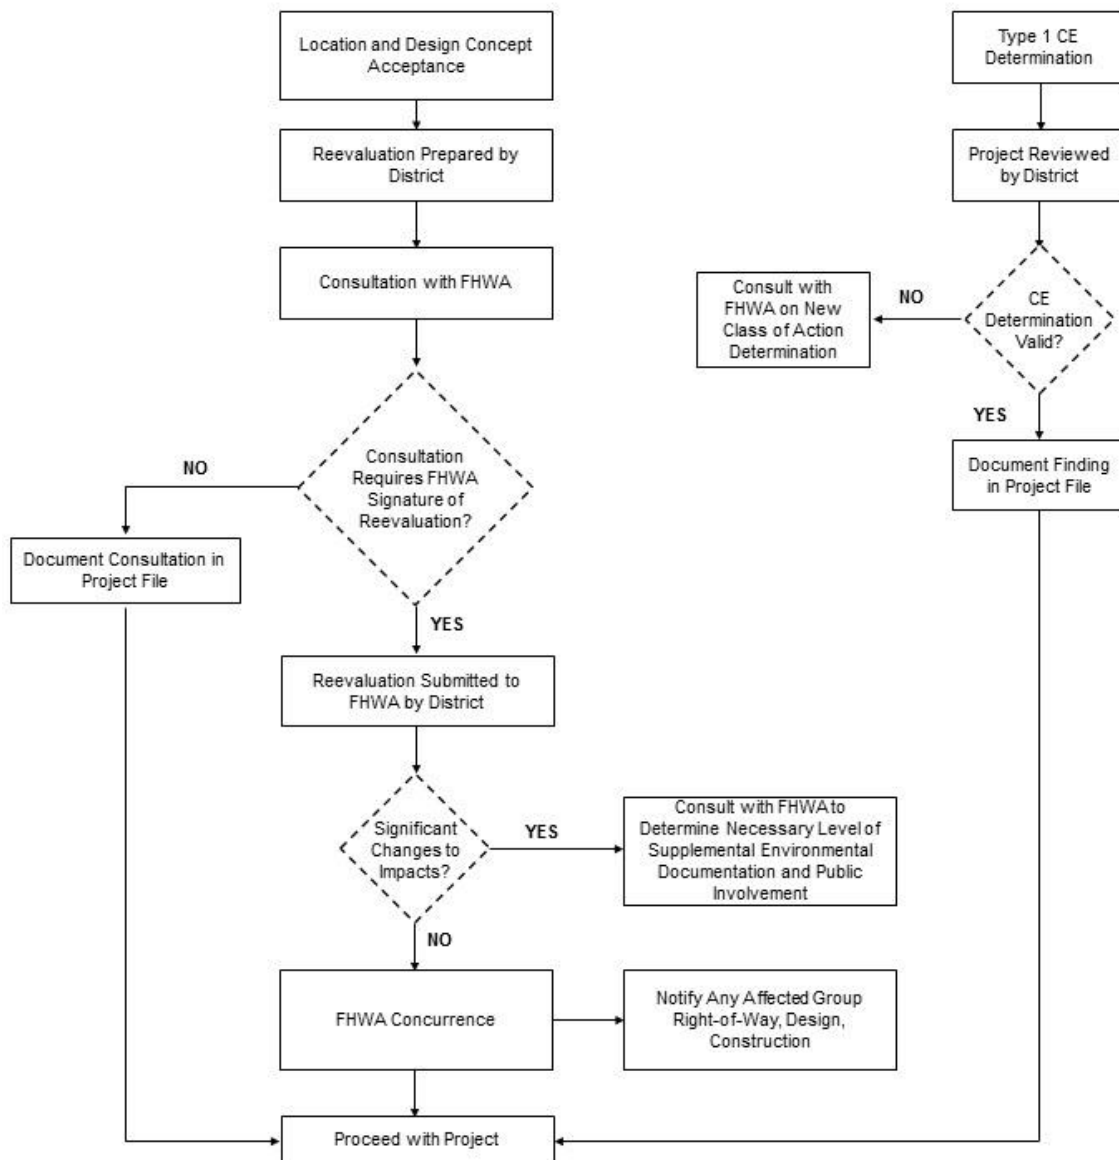 Location and Design Concept
Acceptance
Reevaluation Prepared by
District
Consultation with FHWA
Consultation
Requires FHWA
Signature of
Reevaluation?
NO
Document Consultation in
Project File
YES
Reevaluation Submitted to
FHWA by District
Significant
Changes to
Impacts?
YES
Consult with FHWA to
Determine Necessary Level of
Supplemental Environmental
Documentation and Public
Involvement
NO
FHWA Concurrence
Notify Any Affected Group
Right-of-Way, Design,
Construction
Proceed with Project
Type 1 CE
Determination
Project Reviewed
by District
CE
Determination
Valid?
NO
Consult with
FHWA on New
Class of Action
Determination
YES
Document Finding
in Project File